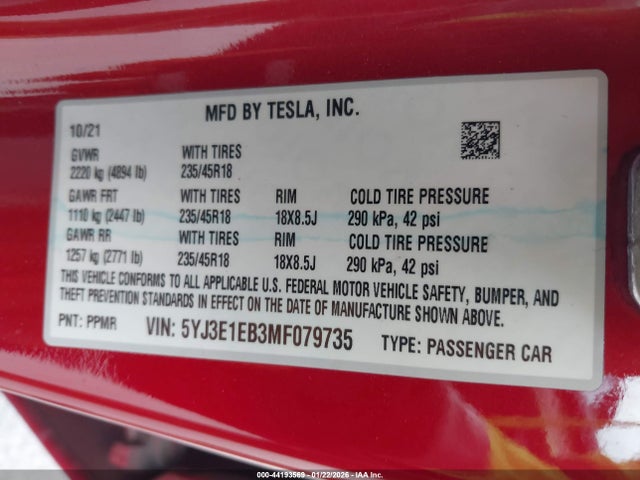 MFD BY TESLA, INC.
10/21
GVWR WITH TIRES
2220 kg (4894 lb) 235/45R18
GAWR FRT WITH TIRES RIM COLD TIRE PRESSURE
1110 kg (2447 lb) 235/45R18 18X8.5J 290 kPa, 42 psi
GAWR RR WITH TIRES RIM COLD TIRE PRESSURE
1257 kg (2771 lb) 235/45R18 18X8.5J 290 kPa, 42 psi
THIS VEHICLE CONFORMS TO ALL APPLICABLE U.S. FEDERAL MOTOR VEHICLE SAFETY, BUMPER, AND
THEFT PREVENTION STANDARDS IN EFFECT ON THE DATE OF MANUFACTURE SHOWN ABOVE.
PNT: PPMR VIN: 5YJ3E1EB3MF079735 TYPE: PASSENGER CAR
00-44193569 - 01/22/2026 - IAA Corp.